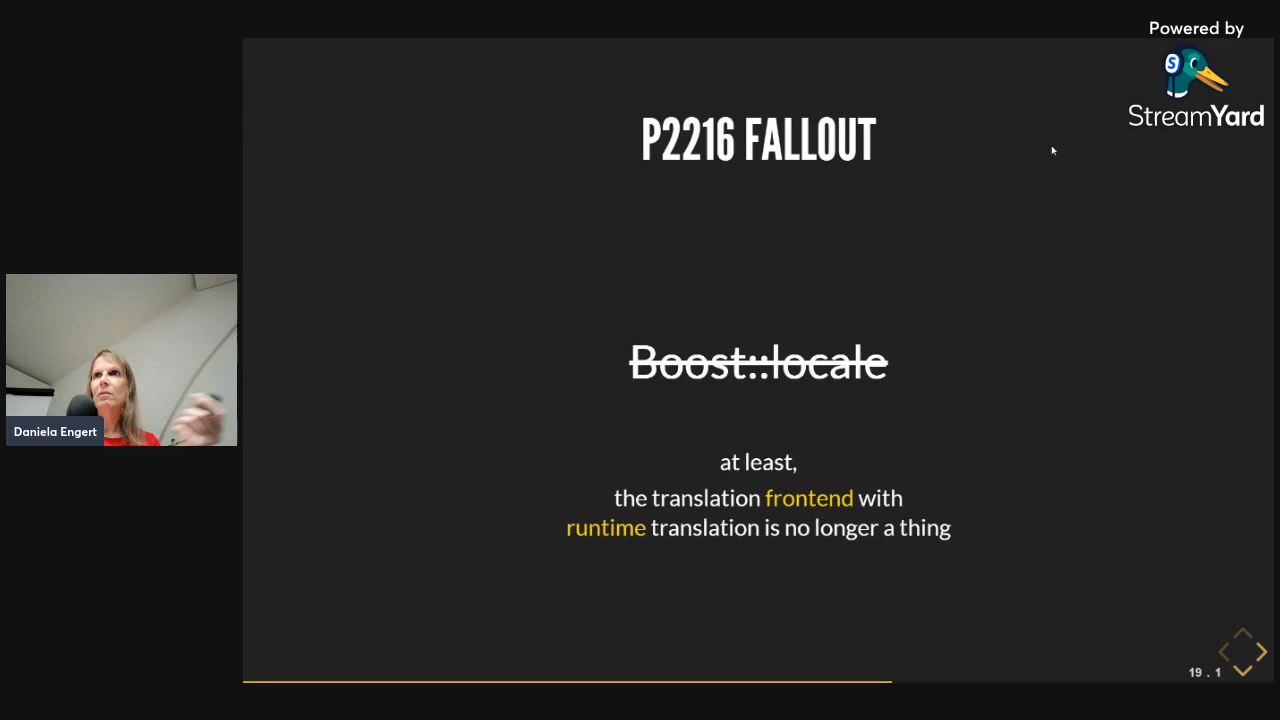 Powered by
S
StreamYard
P2216 FALLOUT
Boost::locale
at least,
the translation frontend with
runtime translation is no longer a thing
Daniela Engert
19 . 1